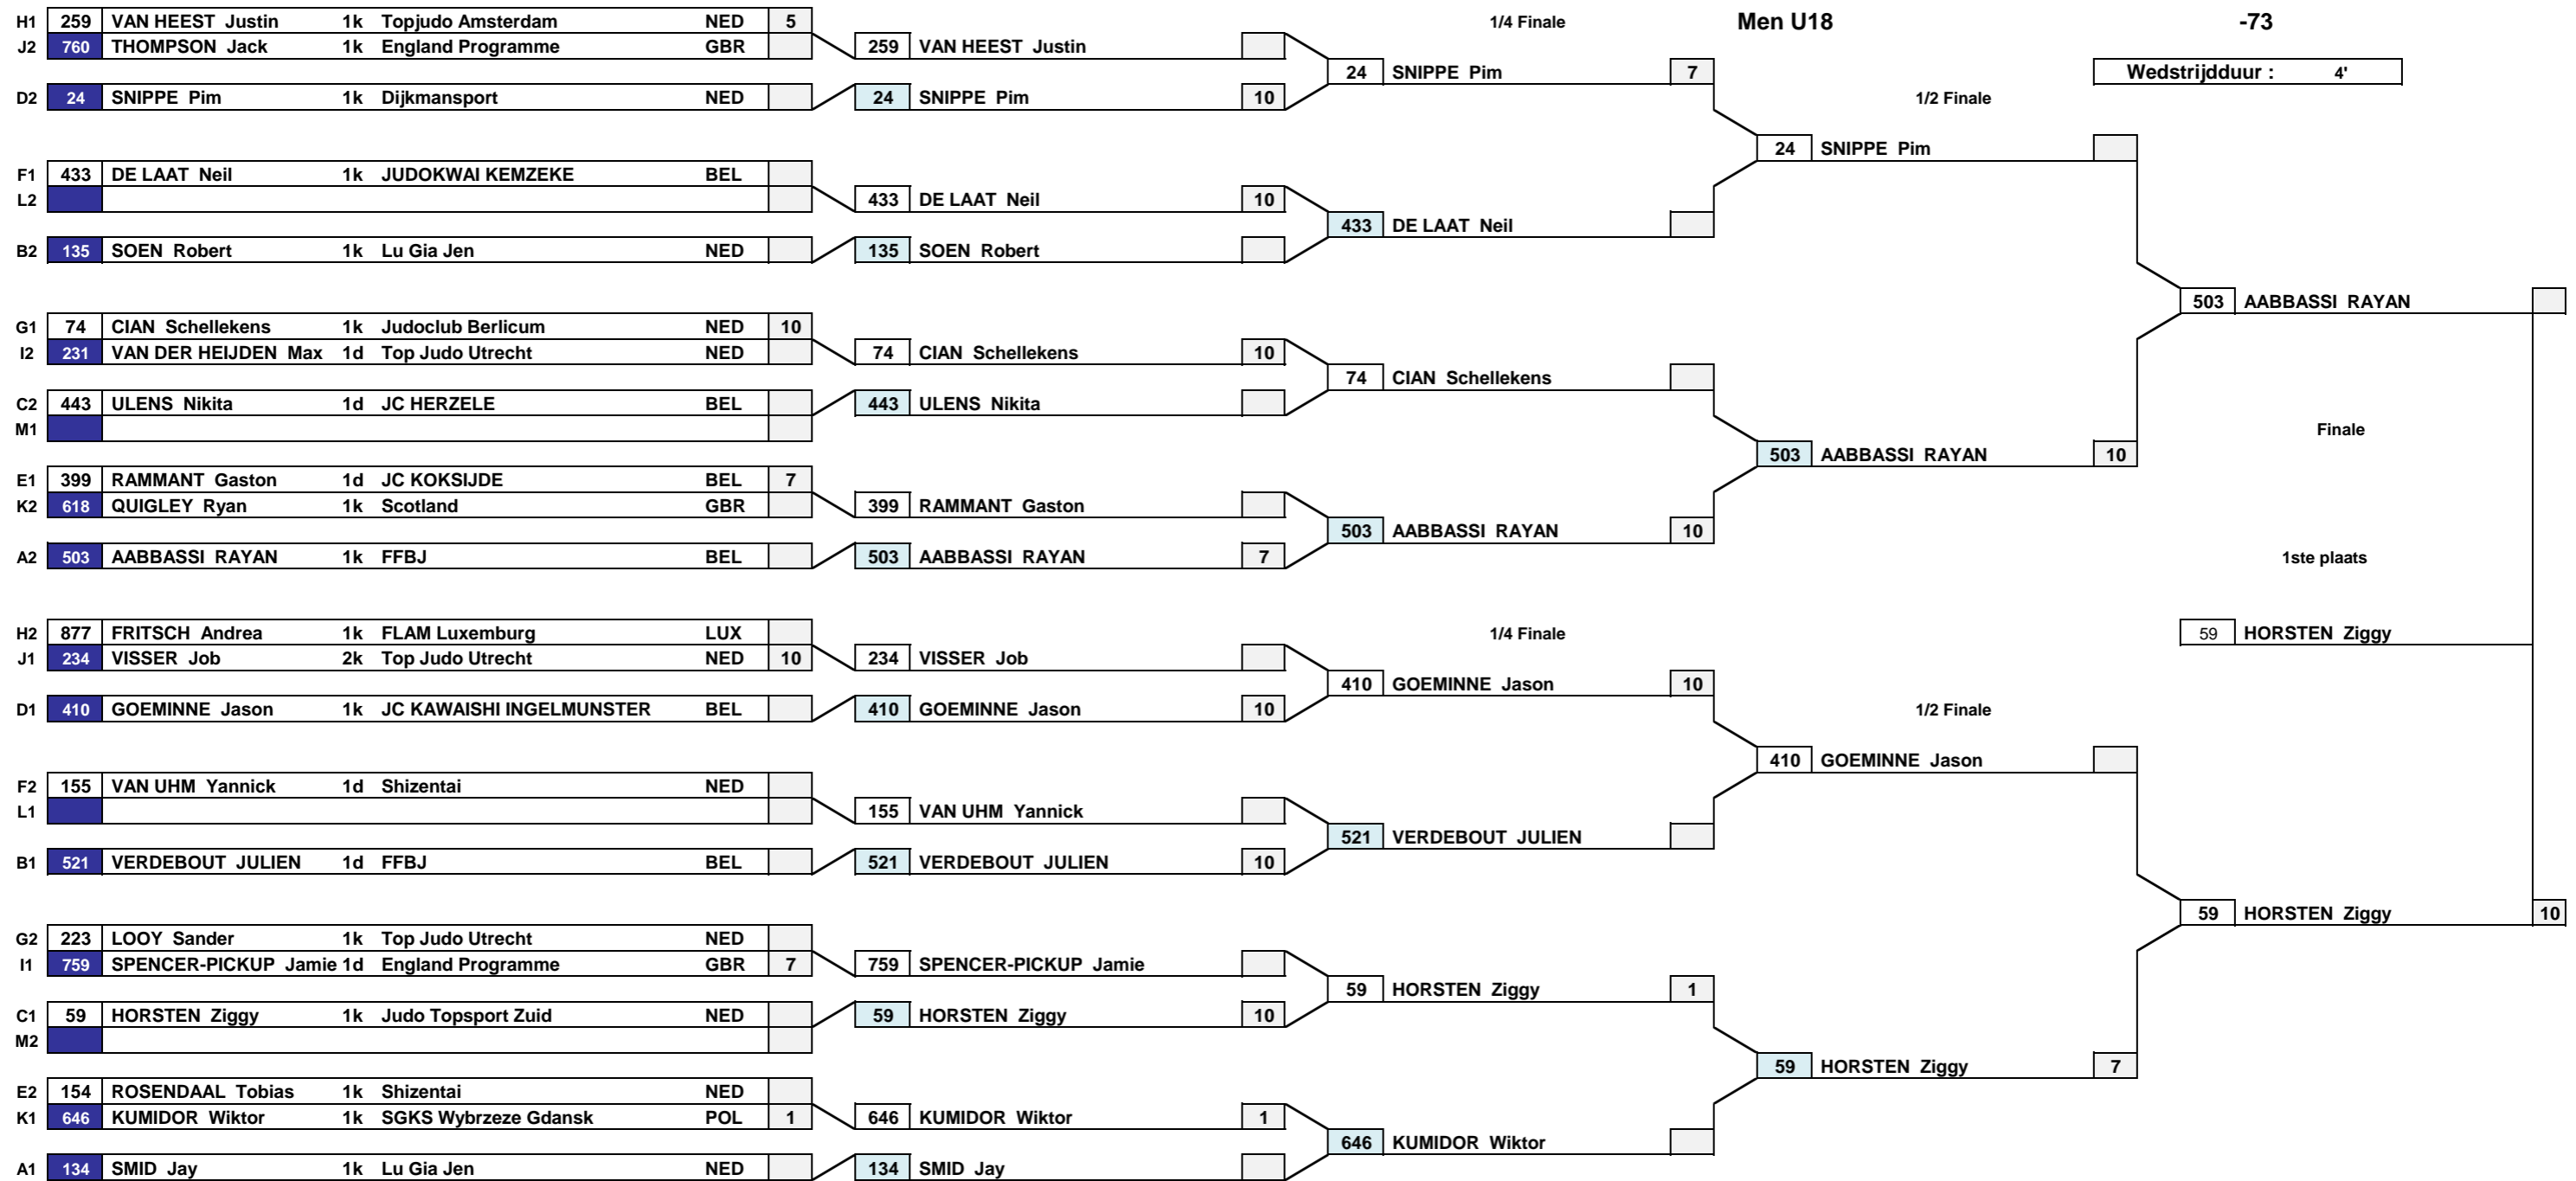 H1 259 VAN HEEST Justin 1k Topjudo Amsterdam NED 5 1/4 Finale Men U18 -73
J2 760 THOMPSON Jack 1k England Programme GBR 259 VAN HEEST Justin
24 SNIPPE Pim 7 Wedstrijdduur : 4'
D2 24 SNIPPE Pim 1k Dijkmansport NED 24 SNIPPE Pim 10 1/2 Finale
24 SNIPPE Pim
F1 433 DE LAAT Neil 1k JUDOKWAI KEMZEKE BEL
L2 433 DE LAAT Neil 10
433 DE LAAT Neil
B2 135 SOEN Robert 1k Lu Gia Jen NED 135 SOEN Robert
503 AABBASSI RAYAN
G1 74 CIAN Schellekens 1k Judoclub Berlicum NED 10
I2 231 VAN DER HEIJDEN Max 1d Top Judo Utrecht NED 74 CIAN Schellekens 10
74 CIAN Schellekens
C2 443 ULENS Nikita 1d JC HERZELE BEL 443 ULENS Nikita
M1 Finale
503 AABBASSI RAYAN 10
E1 399 RAMMANT Gaston 1d JC KOKSIJDE BEL 7
K2 618 QUIGLEY Ryan 1k Scotland GBR 399 RAMMANT Gaston
503 AABBASSI RAYAN 10
A2 503 AABBASSI RAYAN 1k FFBJ BEL 503 AABBASSI RAYAN 7 1ste plaats
H2 877 FRITSCH Andrea 1k FLAM Luxemburg LUX 1/4 Finale 59 HORSTEN Ziggy
J1 234 VISSER Job 2k Top Judo Utrecht NED 10 234 VISSER Job
410 GOEMINNE Jason 10
D1 410 GOEMINNE Jason 1k JC KAWAISHI INGELMUNSTER BEL 410 GOEMINNE Jason 10 1/2 Finale
410 GOEMINNE Jason
F2 155 VAN UHM Yannick 1d Shizentai NED
L1 155 VAN UHM Yannick
521 VERDEBOUT JULIEN
B1 521 VERDEBOUT JULIEN 1d FFBJ BEL 521 VERDEBOUT JULIEN 10
59 HORSTEN Ziggy 10
G2 223 LOOY Sander 1k Top Judo Utrecht NED
I1 759 SPENCER-PICKUP Jamie 1d England Programme GBR 7 759 SPENCER-PICKUP Jamie
59 HORSTEN Ziggy 1
C1 59 HORSTEN Ziggy 1k Judo Topsport Zuid NED 59 HORSTEN Ziggy 10
M2
59 HORSTEN Ziggy 7
E2 154 ROSENDAAL Tobias 1k Shizentai NED
K1 646 KUMIDOR Wiktor 1k SGKS Wybrzeze Gdansk POL 1 646 KUMIDOR Wiktor 1
646 KUMIDOR Wiktor
A1 134 SMID Jay 1k Lu Gia Jen NED 134 SMID Jay